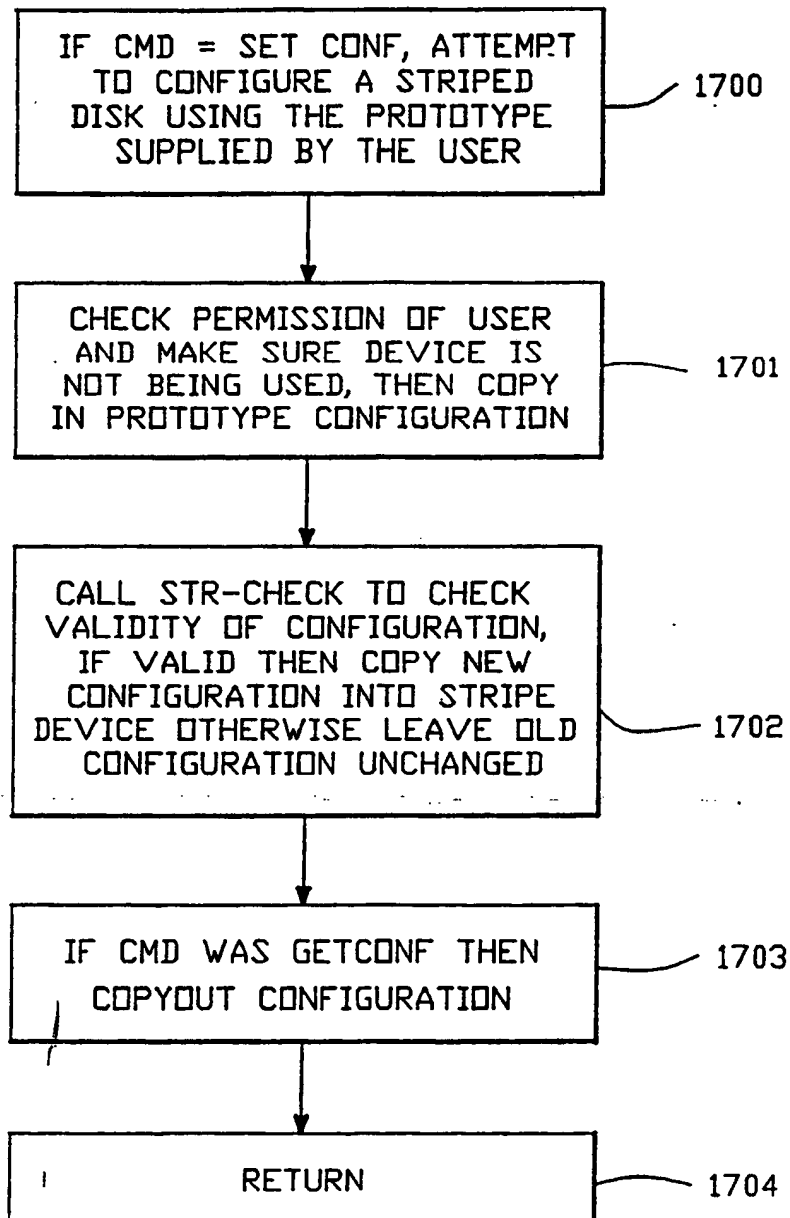 IF CMD = SET CONF, ATTEMPT
TO CONFIGURE A STRIPED
DISK USING THE PROTOTYPE
SUPPLIED BY THE USER
1700
CHECK PERMISSION OF USER
AND MAKE SURE DEVICE IS
NOT BEING USED, THEN COPY
IN PROTOTYPE CONFIGURATION
1701
CALL STR-CHECK TO CHECK
VALIDITY OF CONFIGURATION,
IF VALID THEN COPY NEW
CONFIGURATION INTO STRIPE
DEVICE OTHERWISE LEAVE OLD
CONFIGURATION UNCHANGED
1702
IF CMD WAS GETCONF THEN
COPYOUT CONFIGURATION
1703
RETURN
1704